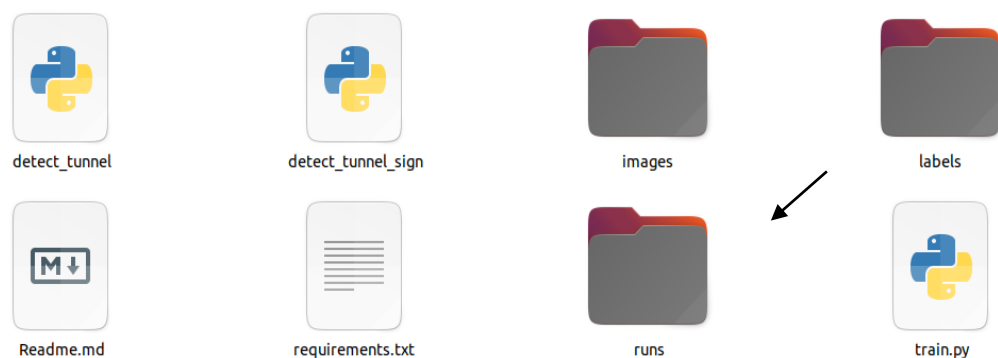 detect_tunnel
detect_tunnel_sign
images
labels
M
Readme.md
requirements.txt
runs
train.py